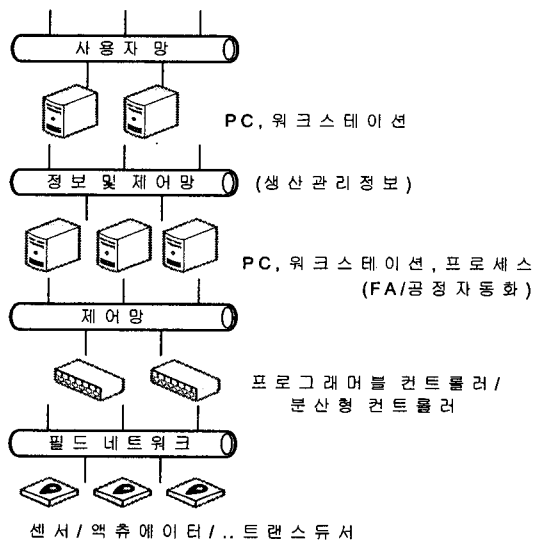 사용자 망
PC, 워크스테이션
정보 및 제어망
(생산관리정보)
PC, 워크스테이션, 프로세스
(FA/공정자동화)
제어망
프로그래머블 컨트롤러/
분산형 컨트롤러
필드 네트워크
센서/액츄에이터/..트랜스듀서